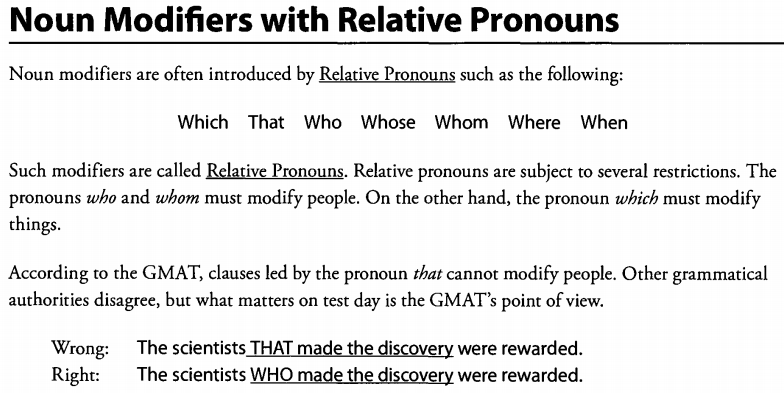 Noun Modifiers with Relative Pronouns
Noun modifiers are often introduced by Relative Pronouns such as the following:
Which That Who Whose Whom Where When
Such modifiers are called Relative Pronouns. Relative pronouns are subject to several restrictions. The
pronouns who and whom must modify people. On the other hand, the pronoun which must modify
things.
According to the GMAT, clauses led by the pronoun that cannot modify people. Other grammatical
authorities disagree, but what matters on test day is the GMAT's point of view.
Wrong: The scientists THAT made the discovery were rewarded.
Right: The scientists WHO made the discovery were rewarded.